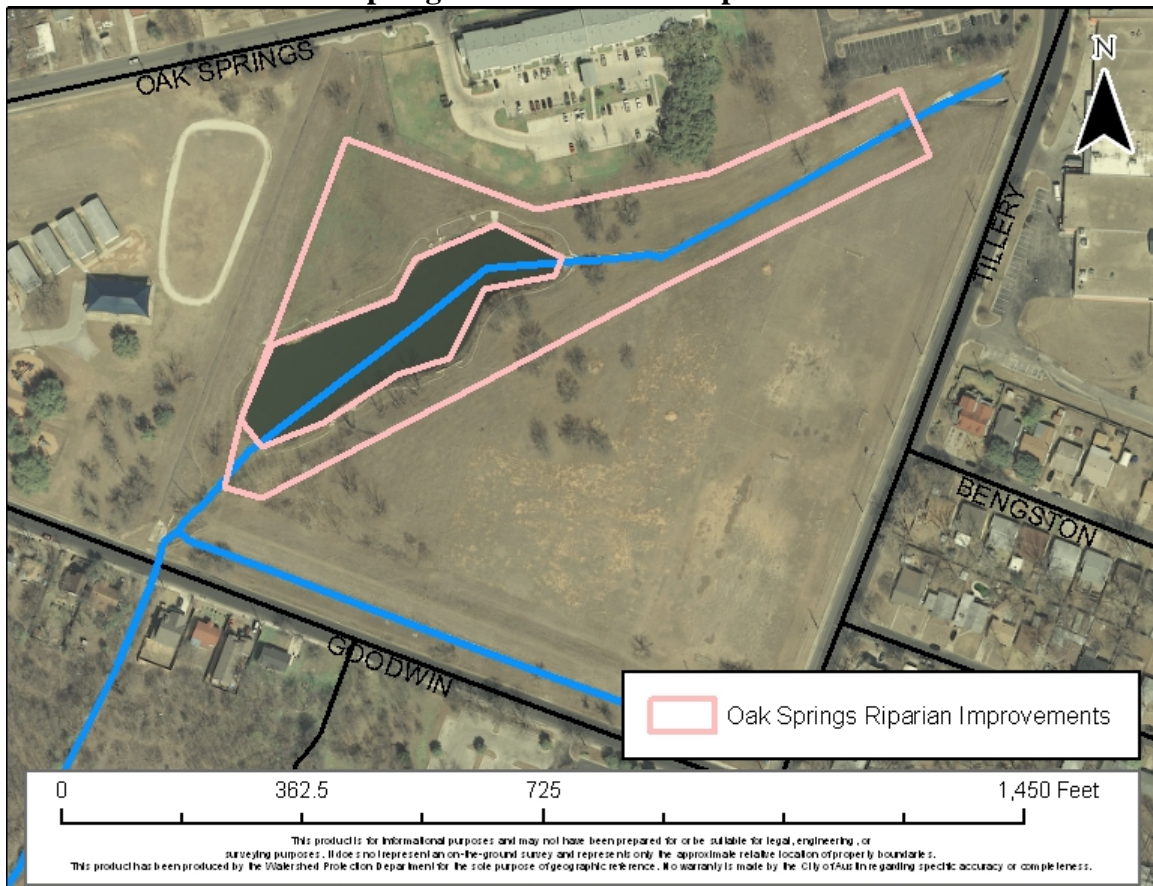 OAK SPRINGS
N
TILLERY
BENGSTON
GOODWIN
Oak Springs Riparian Improvements
0 362.5 725 1,450 Feet
This product is for informational purposes and may not have been prepared for or be suitable for legal, engineering, or
surveying purposes. It does not represent an on-the-ground survey and represents only the approximate relative location of property boundaries.
This product has been produced by the Watershed Protection Department for the sole purpose of geographic reference. No warranty is made by the City of Austin regarding specific accuracy or completeness.